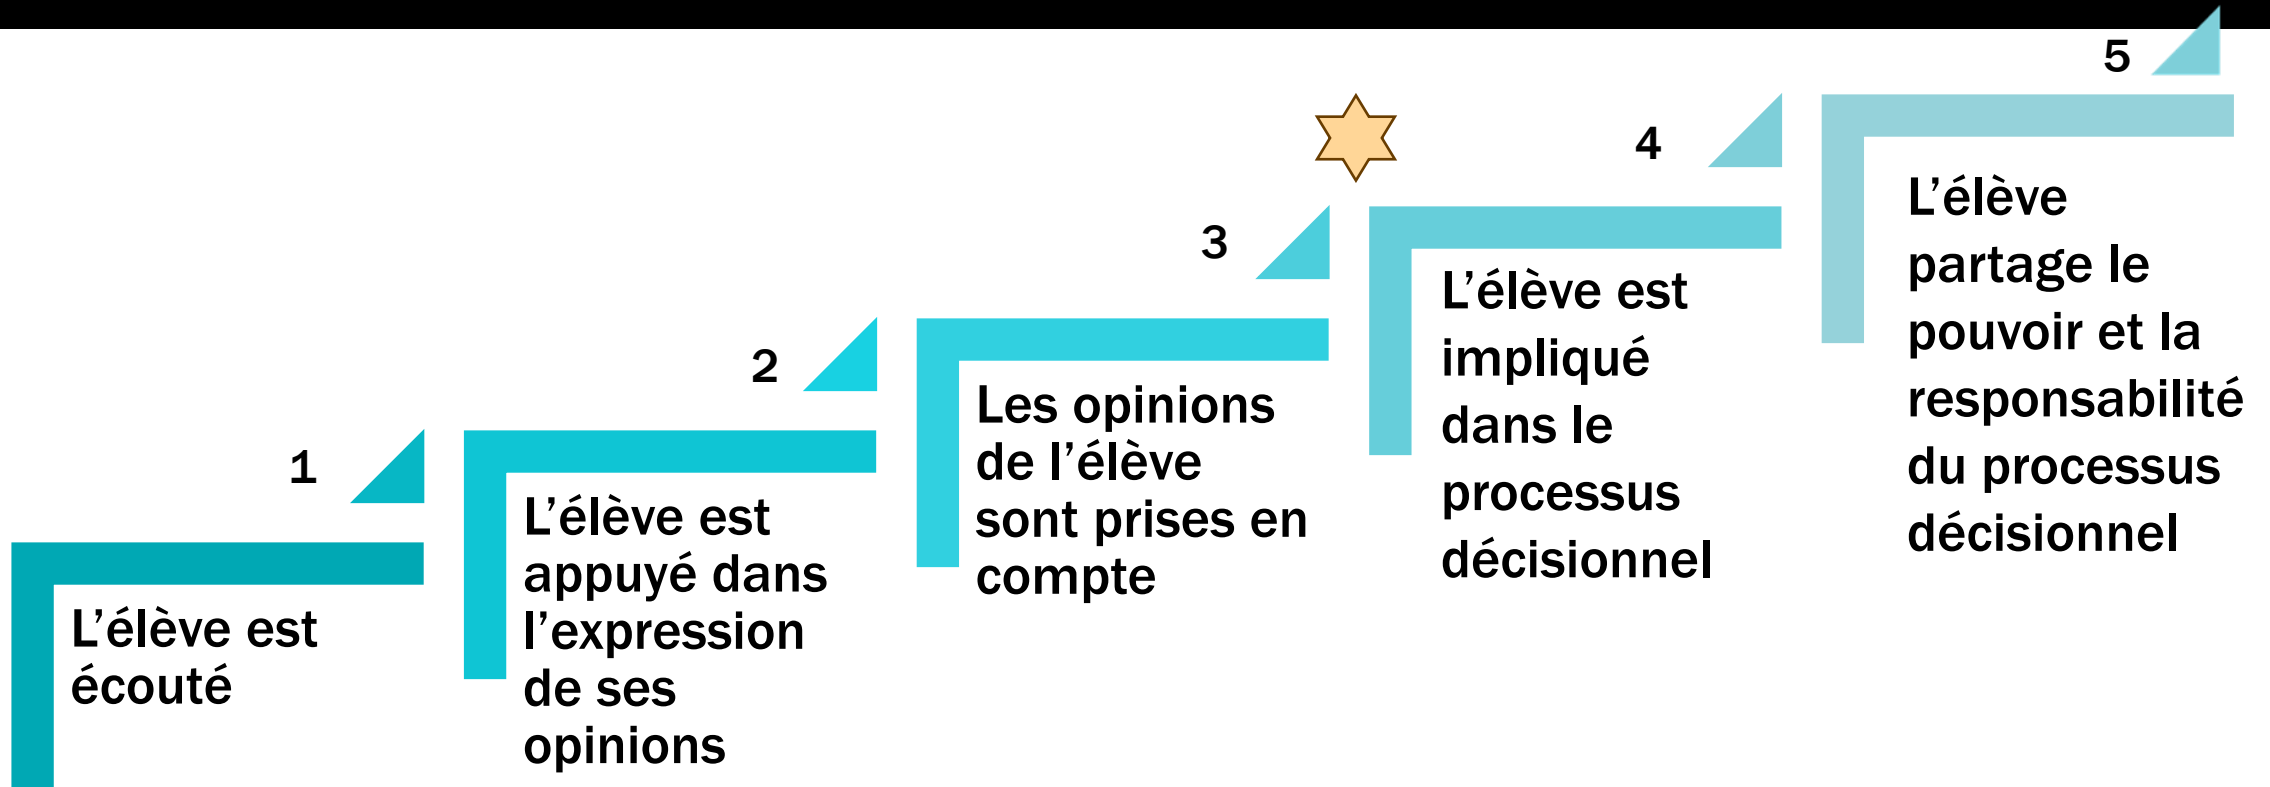 1
L’élève est
écouté
2
L’élève est
appuyé dans
l’expression
de ses
opinions
3
Les opinions
de l’élève
sont prises en
compte
4
L’élève est
impliqué
dans le
processus
décisionnel
5
L’élève
partage le
pouvoir et la
responsabilité
du processus
décisionnel